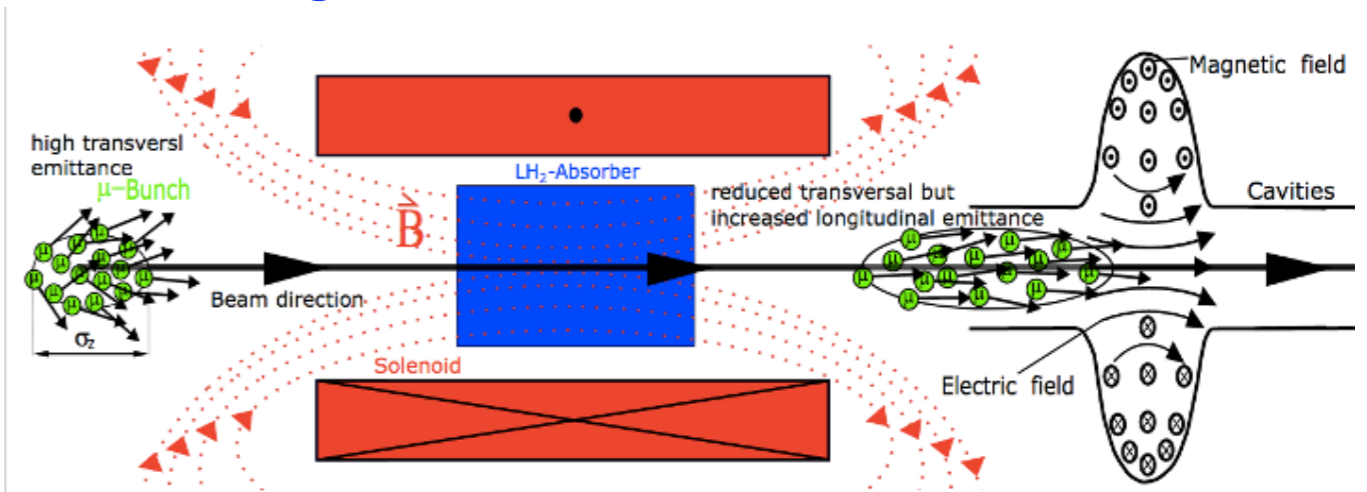 high transversl
emittance
μ-Bunch
σz
Beam direction
B
LH2-Absorber
Solenoid
reduced transversal but
increased longitudinal emittance
μ μ μ μ μ μ μ μ μ μ μ μ μ
Magnetic field
Cavities
Electric field